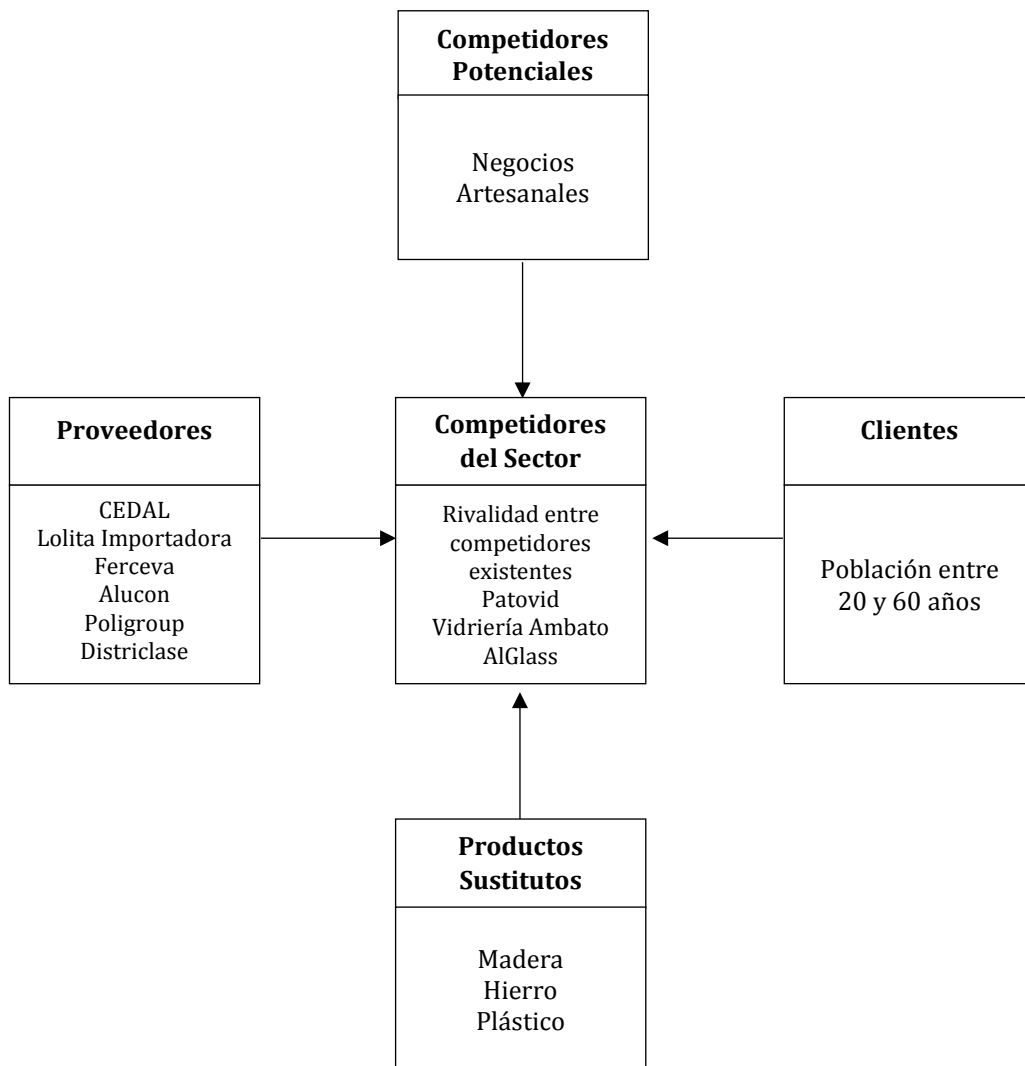 Competidores
Potenciales
Negocios
Artesanales
Proveedores
CEDAL
Lolita Importadora
Ferceva
Alucon
Poligroup
Districlase
Competidores
del Sector
Rivalidad entre
competidores
existentes
Patovid
Vidriería Ambato
AlGlass
Clientes
Población entre
20 y 60 años
Productos
Sustitutos
Madera
Hierro
Plástico